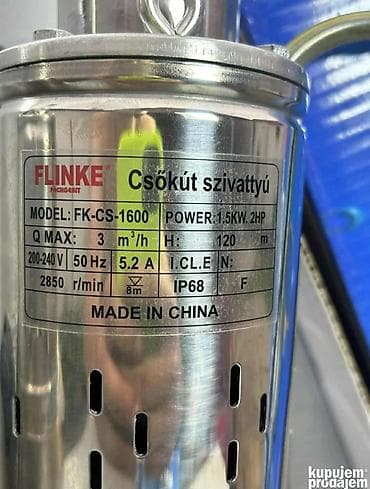 FLINKE®
Csőkút szivattyú
MODEL: FK-CS-1600 POWER: 1.5KW. 2HP
Q MAX: 3 m³/h H: 120 m
200-240 V 50 Hz 5.2 A I.CL.E N:
2850 r/min 8m IP68 F
MADE IN CHINA
kupujem
prodajem